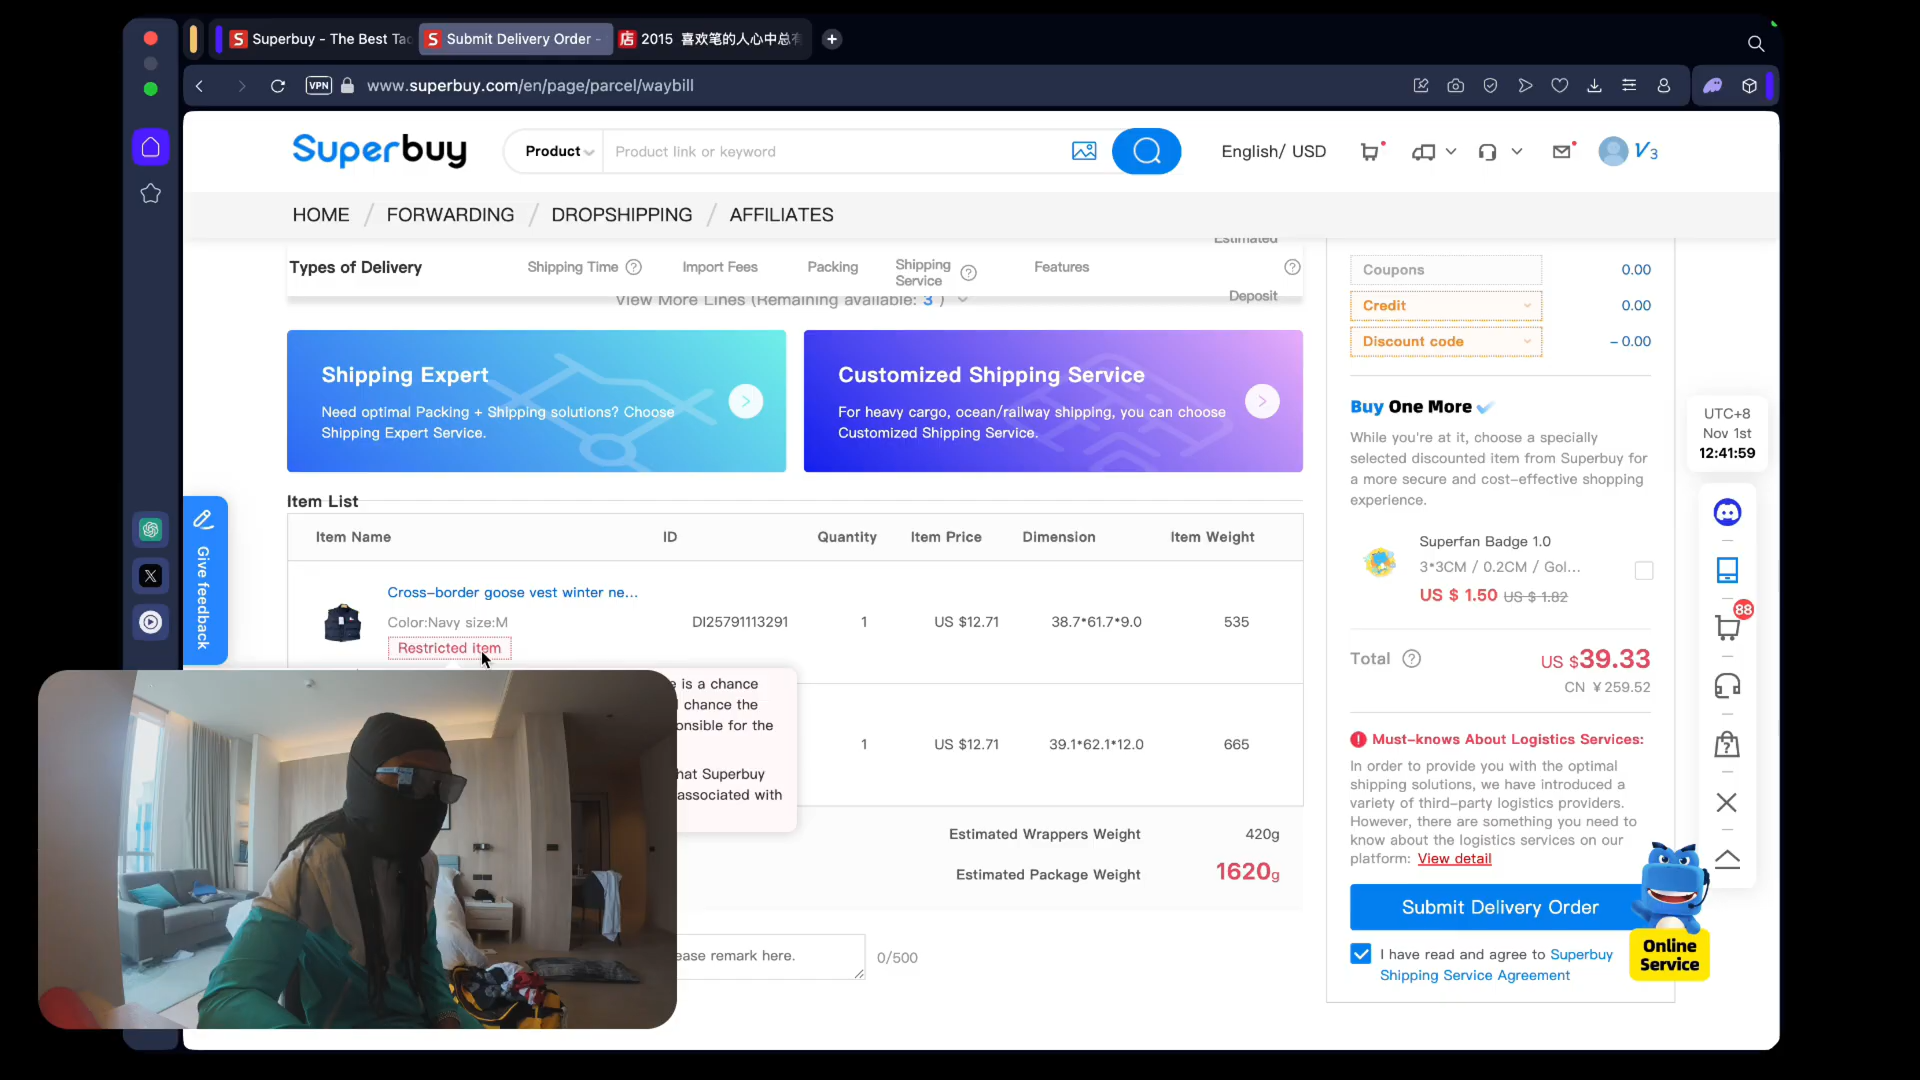 Superbuy - The Best Tao
Submit Delivery Order -
2015 喜欢笔的人心中总有
VPN
www.superbuy.com/en/page/parcel/waybill
Superbuy
Product
Product link or keyword
English/ USD
V3
HOME / FORWARDING / DROPSHIPPING / AFFILIATES
Types of Delivery
Shipping Time ?
Import Fees
Packing
Shipping
Service ?
Features
Estimated
?
Deposit
View More Lines (Remaining available: 3 )
Shipping Expert
Need optimal Packing + Shipping solutions? Choose
Shipping Expert Service.
Customized Shipping Service
For heavy cargo, ocean/railway shipping, you can choose
Customized Shipping Service.
Give feedback
Item List
Item Name ID Quantity Item Price Dimension Item Weight
Cross-border goose vest winter ne...
Color:Navy size:M
Restricted item
DI25791113291 1 US $12.71 38.7*61.7*9.0 535
is a chance
chance the
onsible for the
hat Superbuy
associated with
1 US $12.71 39.1*62.1*12.0 665
Estimated Wrappers Weight 420g
Estimated Package Weight 1620g
ease remark here.
0/500
Coupons 0.00
Credit 0.00
Discount code - 0.00
Buy One More
While you're at it, choose a specially
selected discounted item from Superbuy for
a more secure and cost-effective shopping
experience.
Superfan Badge 1.0
3*3CM / 0.2CM / Gol...
US $ 1.50 US $ 1.82
Total ? US $39.33
CN ¥259.52
! Must-knows About Logistics Services:
In order to provide you with the optimal
shipping solutions, we have introduced a
variety of third-party logistics providers.
However, there are something you need to
know about the logistics services on our
platform: View detail
Submit Delivery Order
I have read and agree to Superbuy
Shipping Service Agreement
UTC+8
Nov 1st
12:41:59
88
?
Online
Service